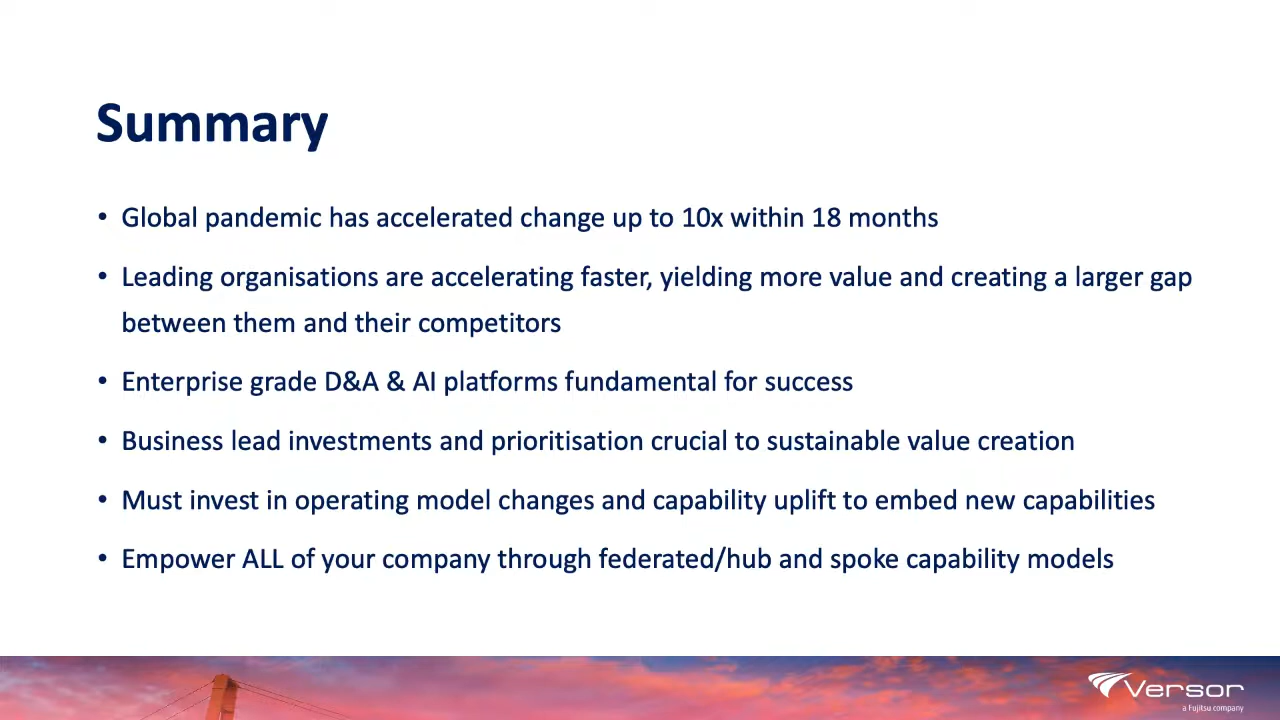 Summary
• Global pandemic has accelerated change up to 10x within 18 months
• Leading organisations are accelerating faster, yielding more value and creating a larger gap
between them and their competitors
• Enterprise grade D&A & AI platforms fundamental for success
• Business lead investments and prioritisation crucial to sustainable value creation
• Must invest in operating model changes and capability uplift to embed new capabilities
• Empower ALL of your company through federated/hub and spoke capability models
Versor
a Fujitsu company